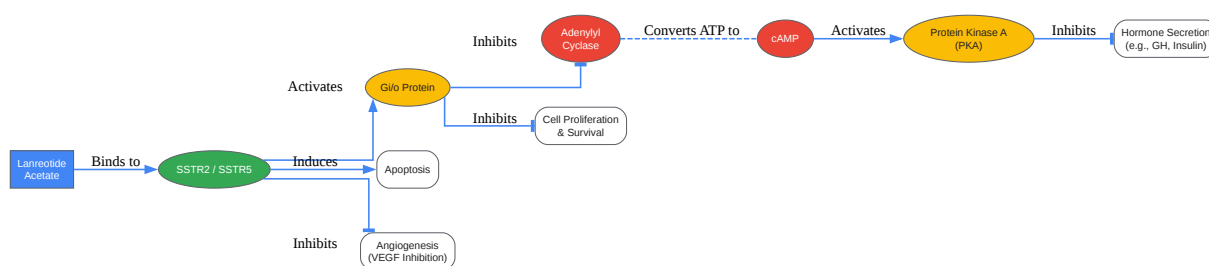 Adenylyl
Cyclase
Inhibits
Converts ATP to
cAMP
Activates
Protein Kinase A
(PKA)
Inhibits
Hormone Secretion
(e.g., GH, Insulin)
Activates
Gi/o Protein
Inhibits
Cell Proliferation
& Survival
Lanreotide
Acetate
Binds to
SSTR2 / SSTR5
Induces
Apoptosis
Inhibits
Angiogenesis
(VEGF Inhibition)